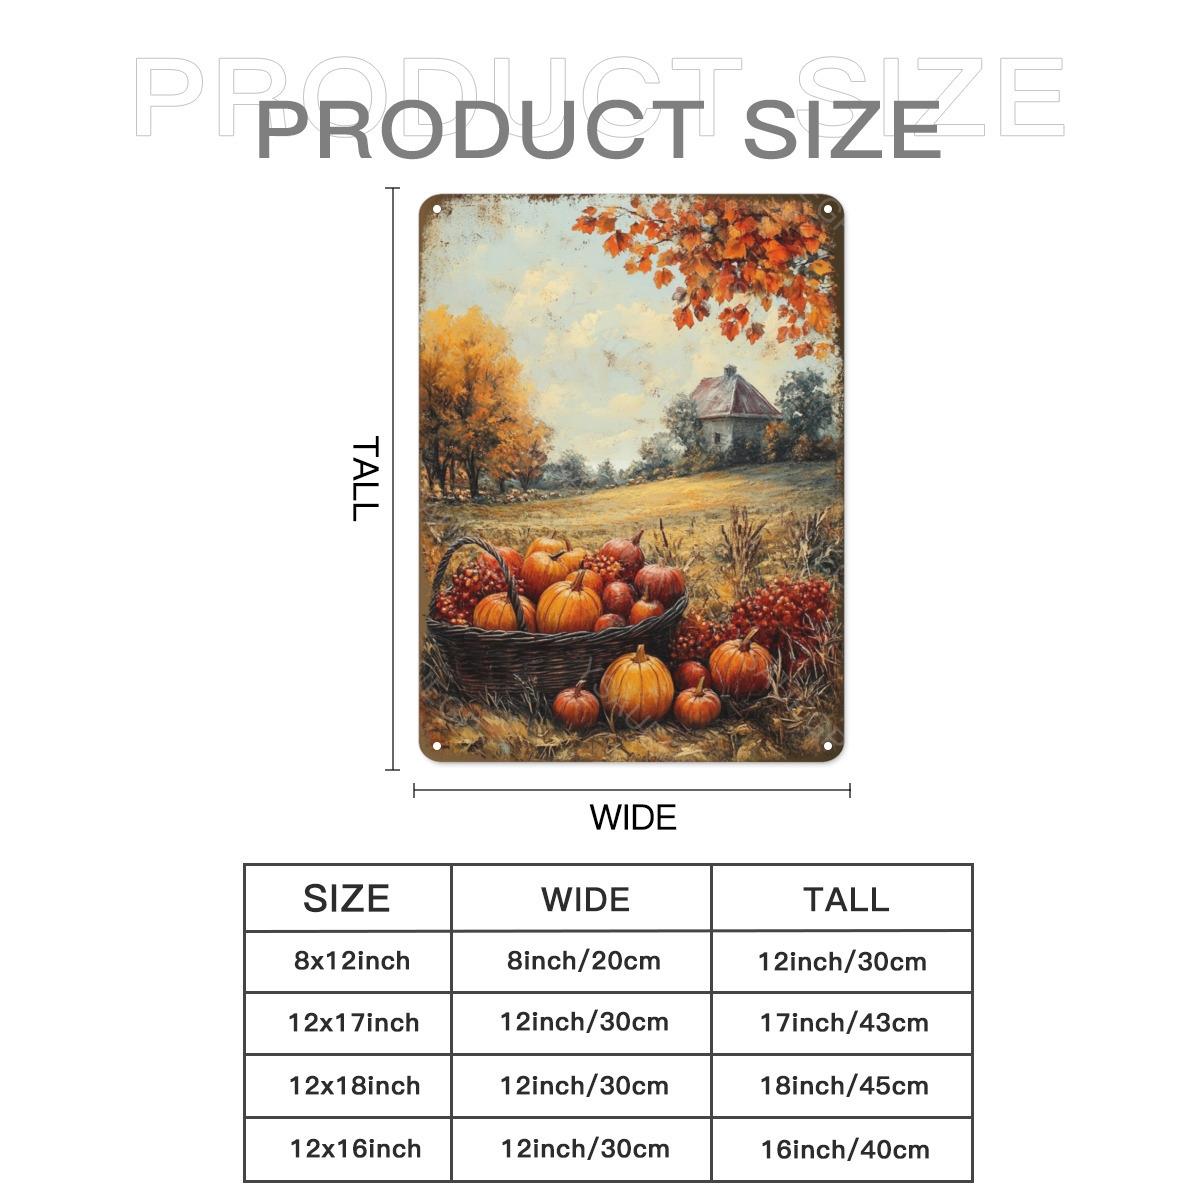 PRODUCT SIZE
PRODUCT SIZE
TALL
WIDE
SIZE WIDE TALL
8x12inch 8inch/20cm 12inch/30cm
12x17inch 12inch/30cm 17inch/43cm
12x18inch 12inch/30cm 18inch/45cm
12x16inch 12inch/30cm 16inch/40cm